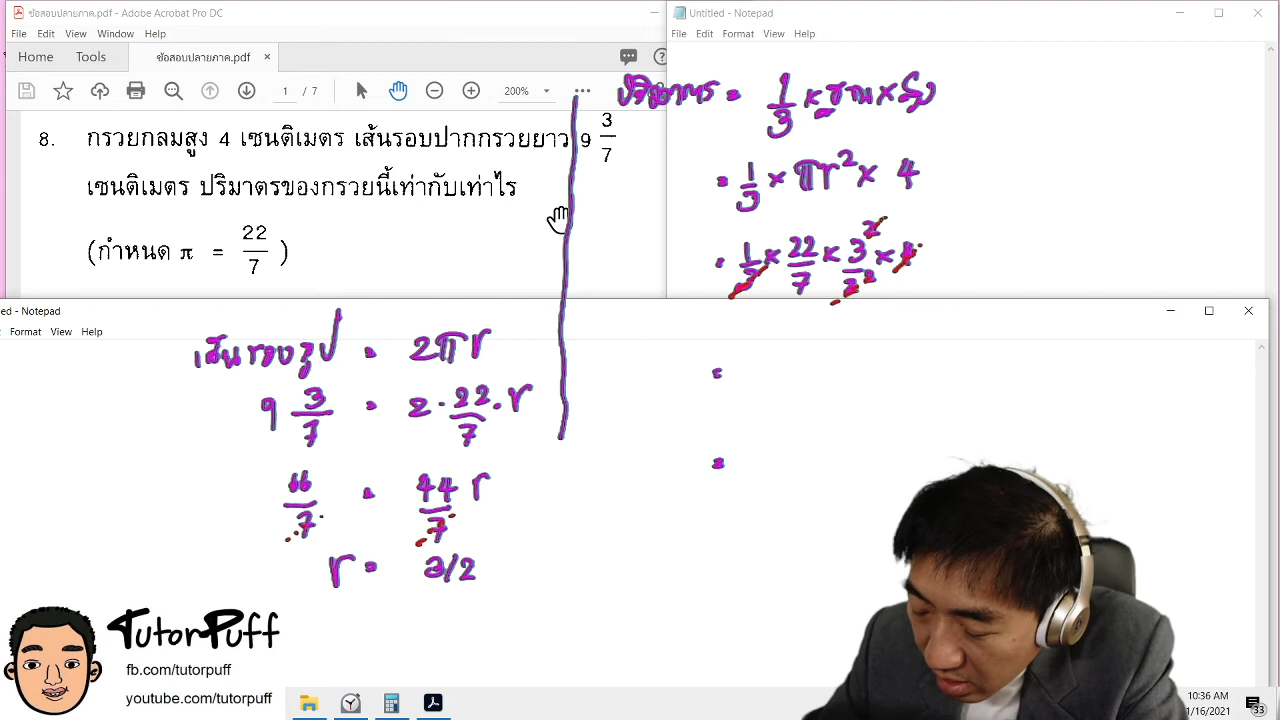 ข้อสอบปลายภาค.pdf - Adobe Acrobat Pro DC
File Edit View Window Help
Home Tools ข้อสอบปลายภาค.pdf ×
1 / 7 200%
8. กรวยกลมสูง 4 เซนติเมตร เส้นรอบปากกรวยยาว 9 3/7
เซนติเมตร ปริมาตรของกรวยนี้เท่ากับเท่าไร
(กำหนด π = 22/7 )
Untitled - Notepad
File Edit Format View Help
ปริมาตร = 1/3 × ฐาน × สูง
= 1/3 × πr² × 4
= 1/3 × 22/7 × 3²/2² × 4
=
=
ed - Notepad
Format View Help
เส้นรอบรูป = 2πr
9 3/7 = 2 · 22/7 · r
66/7 = 44/7 r
r = 3/2
TutorPuff
fb.com/tutorpuff
youtube.com/tutorpuff
10:36 AM
1/16/2021
33